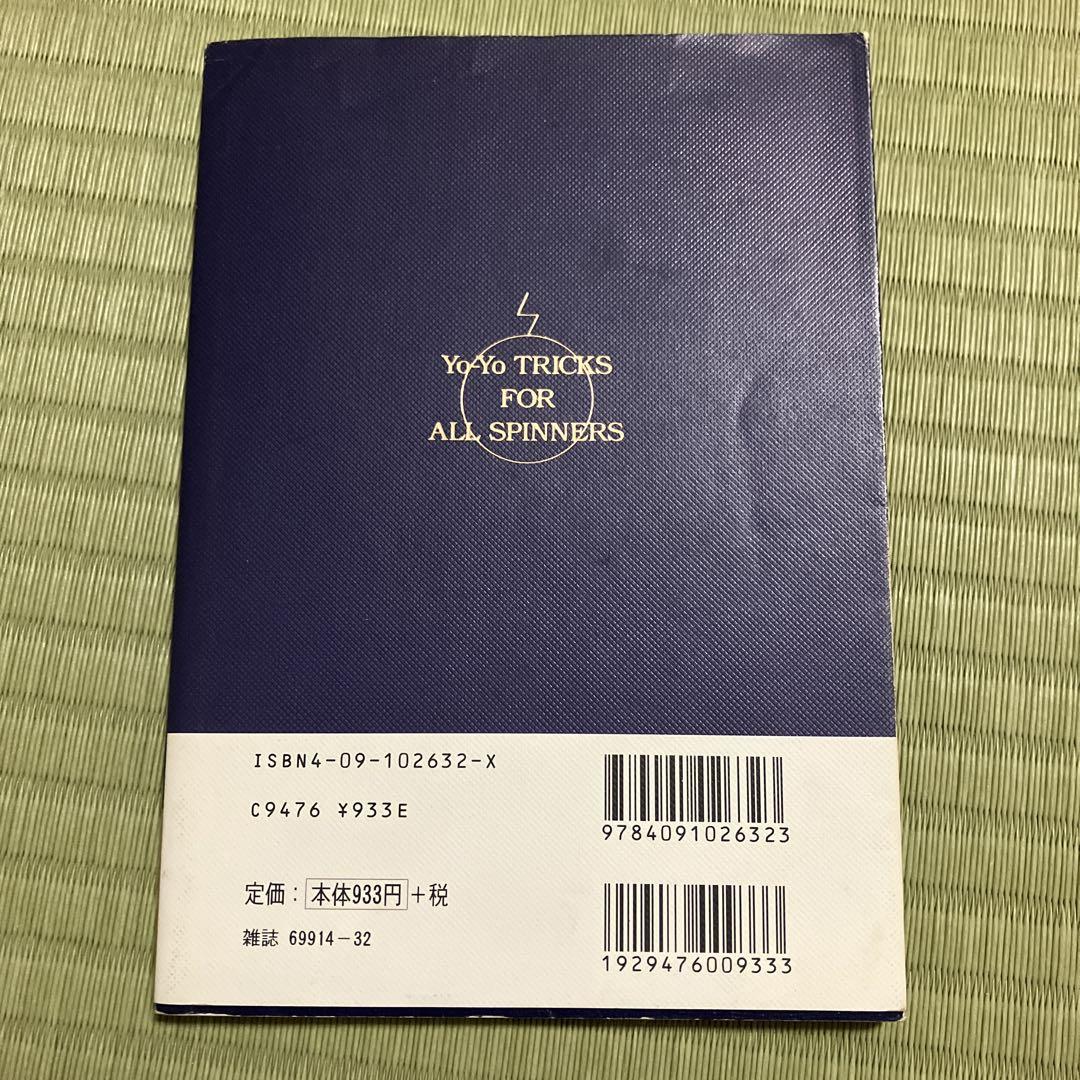 Yo-Yo TRICKS
FOR
ALL SPINNERS
ISBN4-09-102632-X
C9476 ¥933E
9784091026323
定価：本体933円＋税
雑誌 69914－32
1929476009333